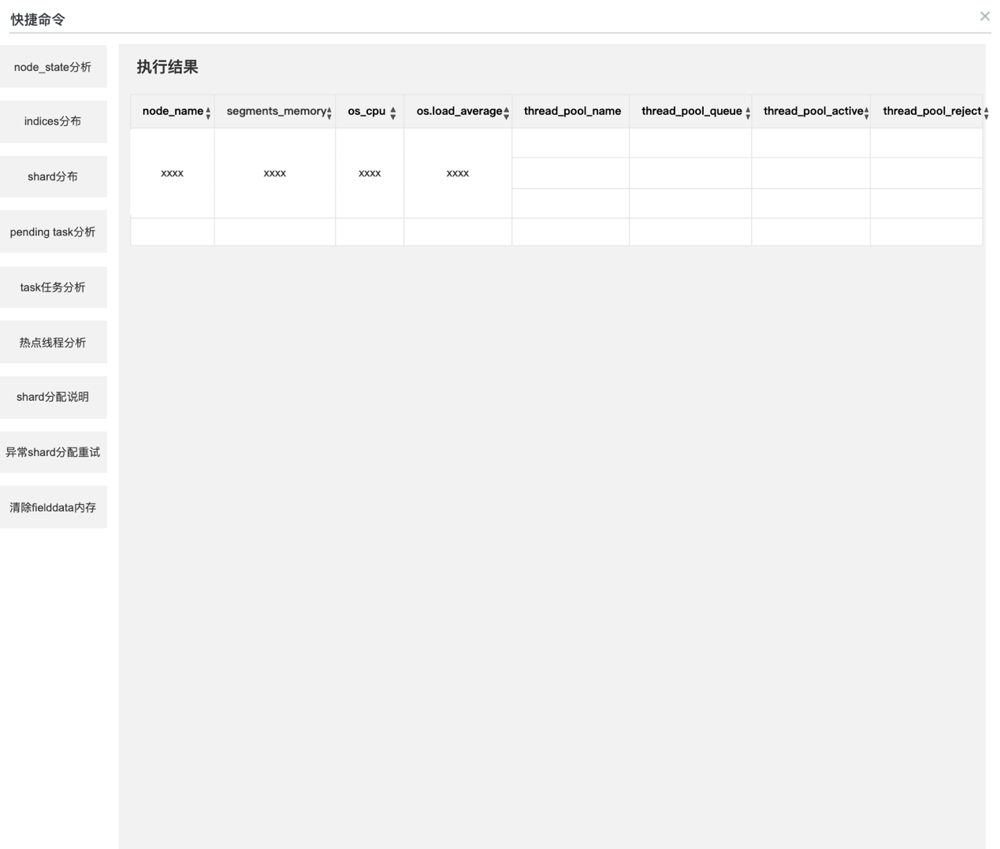 快捷命令
node_state分析
indices分布
shard分布
pending task分析
task任务分析
热点线程分析
shard分配说明
异常shard分配重试
清除fielddata内存
执行结果
node_name segments_memory os_cpu os.load_average thread_pool_name thread_pool_queue thread_pool_active thread_pool_reject
xxxx xxxx xxxx xxxx